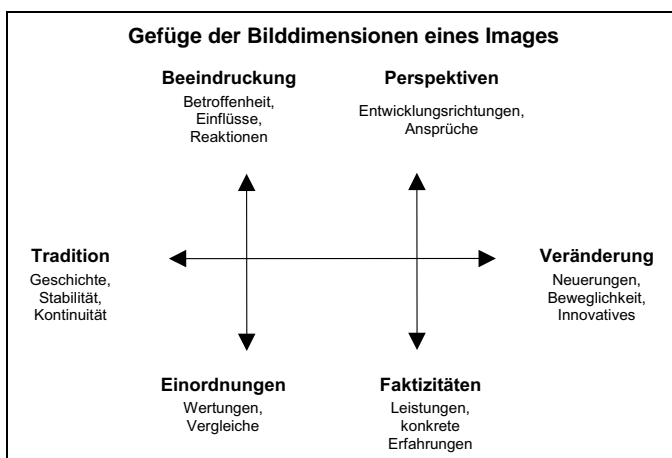 Gefüge der Bilddimensionen eines Images
Beeindruckung
Betroffenheit,
Einflüsse,
Reaktionen
Perspektiven
Entwicklungsrichtungen,
Ansprüche
Tradition
Geschichte,
Stabilität,
Kontinuität
Veränderung
Neuerungen,
Beweglichkeit,
Innovatives
Einordnungen
Wertungen,
Vergleiche
Faktizitäten
Leistungen,
konkrete
Erfahrungen